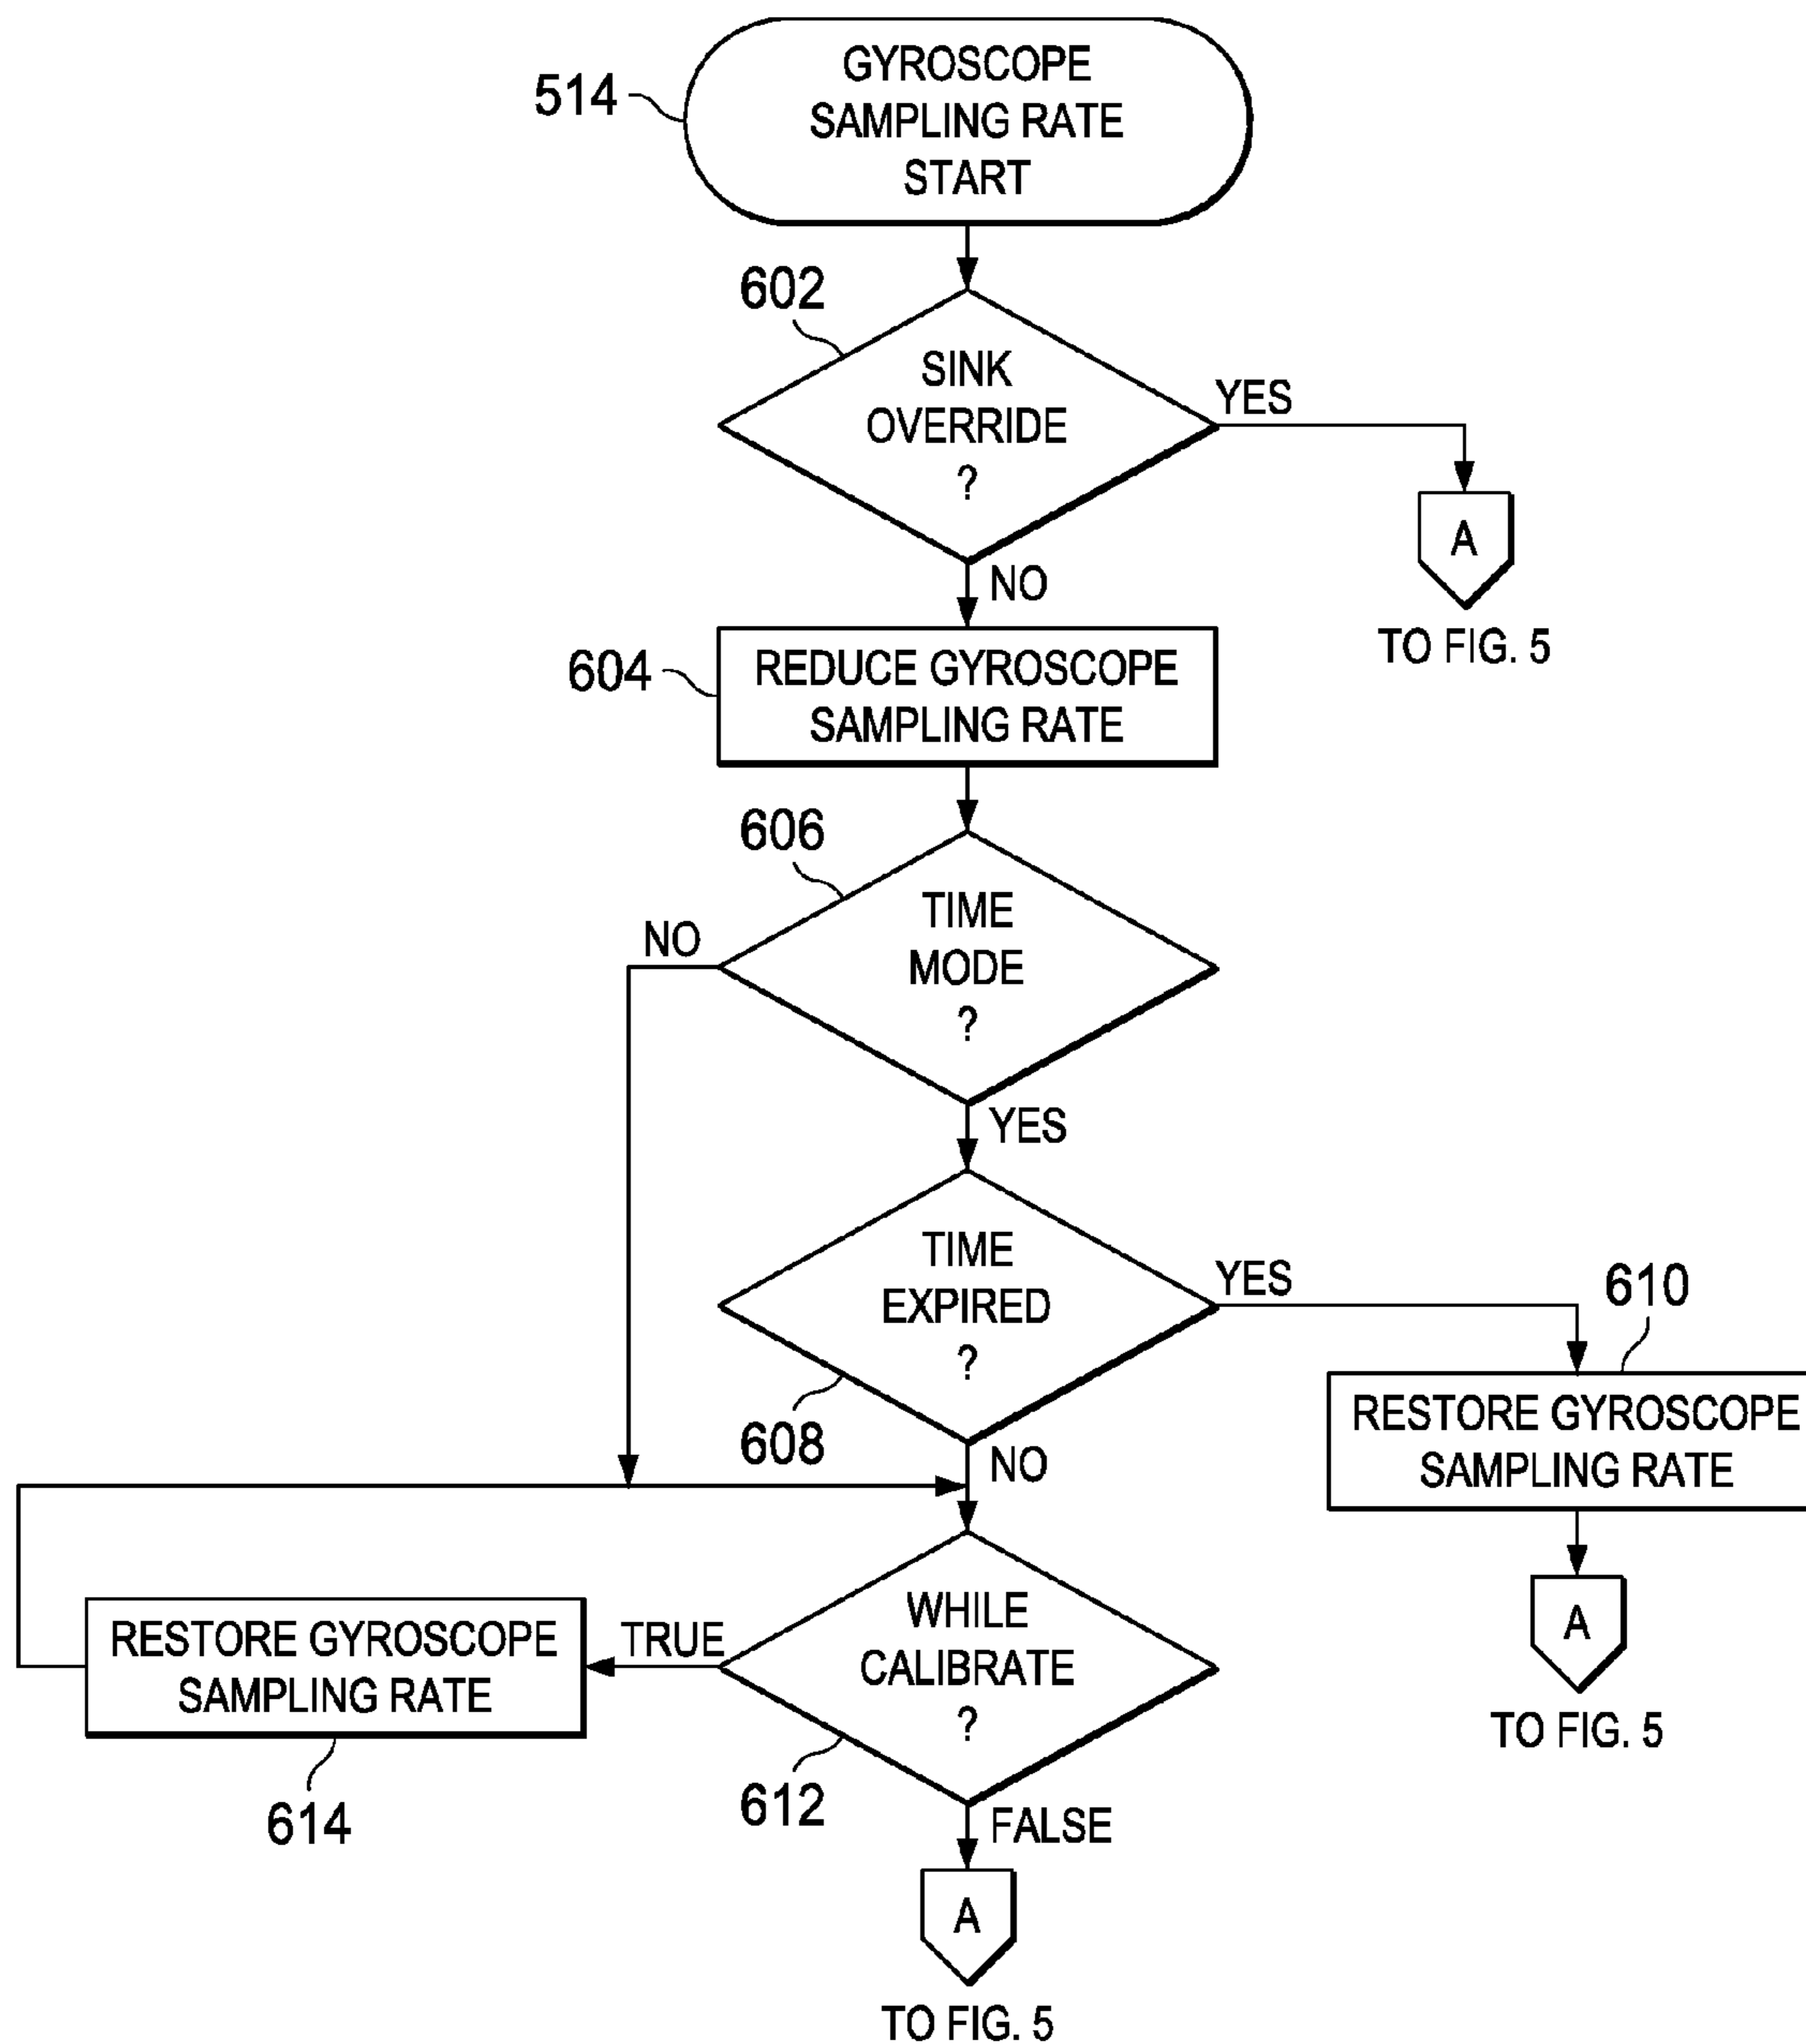 514
GYROSCOPE
SAMPLING RATE
START
602
SINK
OVERRIDE
?
YES
A
TO FIG. 5
NO
604
REDUCE GYROSCOPE
SAMPLING RATE
606
TIME
MODE
?
NO
YES
TIME
EXPIRED
?
608
YES
610
RESTORE GYROSCOPE
SAMPLING RATE
A
TO FIG. 5
NO
WHILE
CALIBRATE
?
612
TRUE
RESTORE GYROSCOPE
SAMPLING RATE
614
FALSE
A
TO FIG. 5